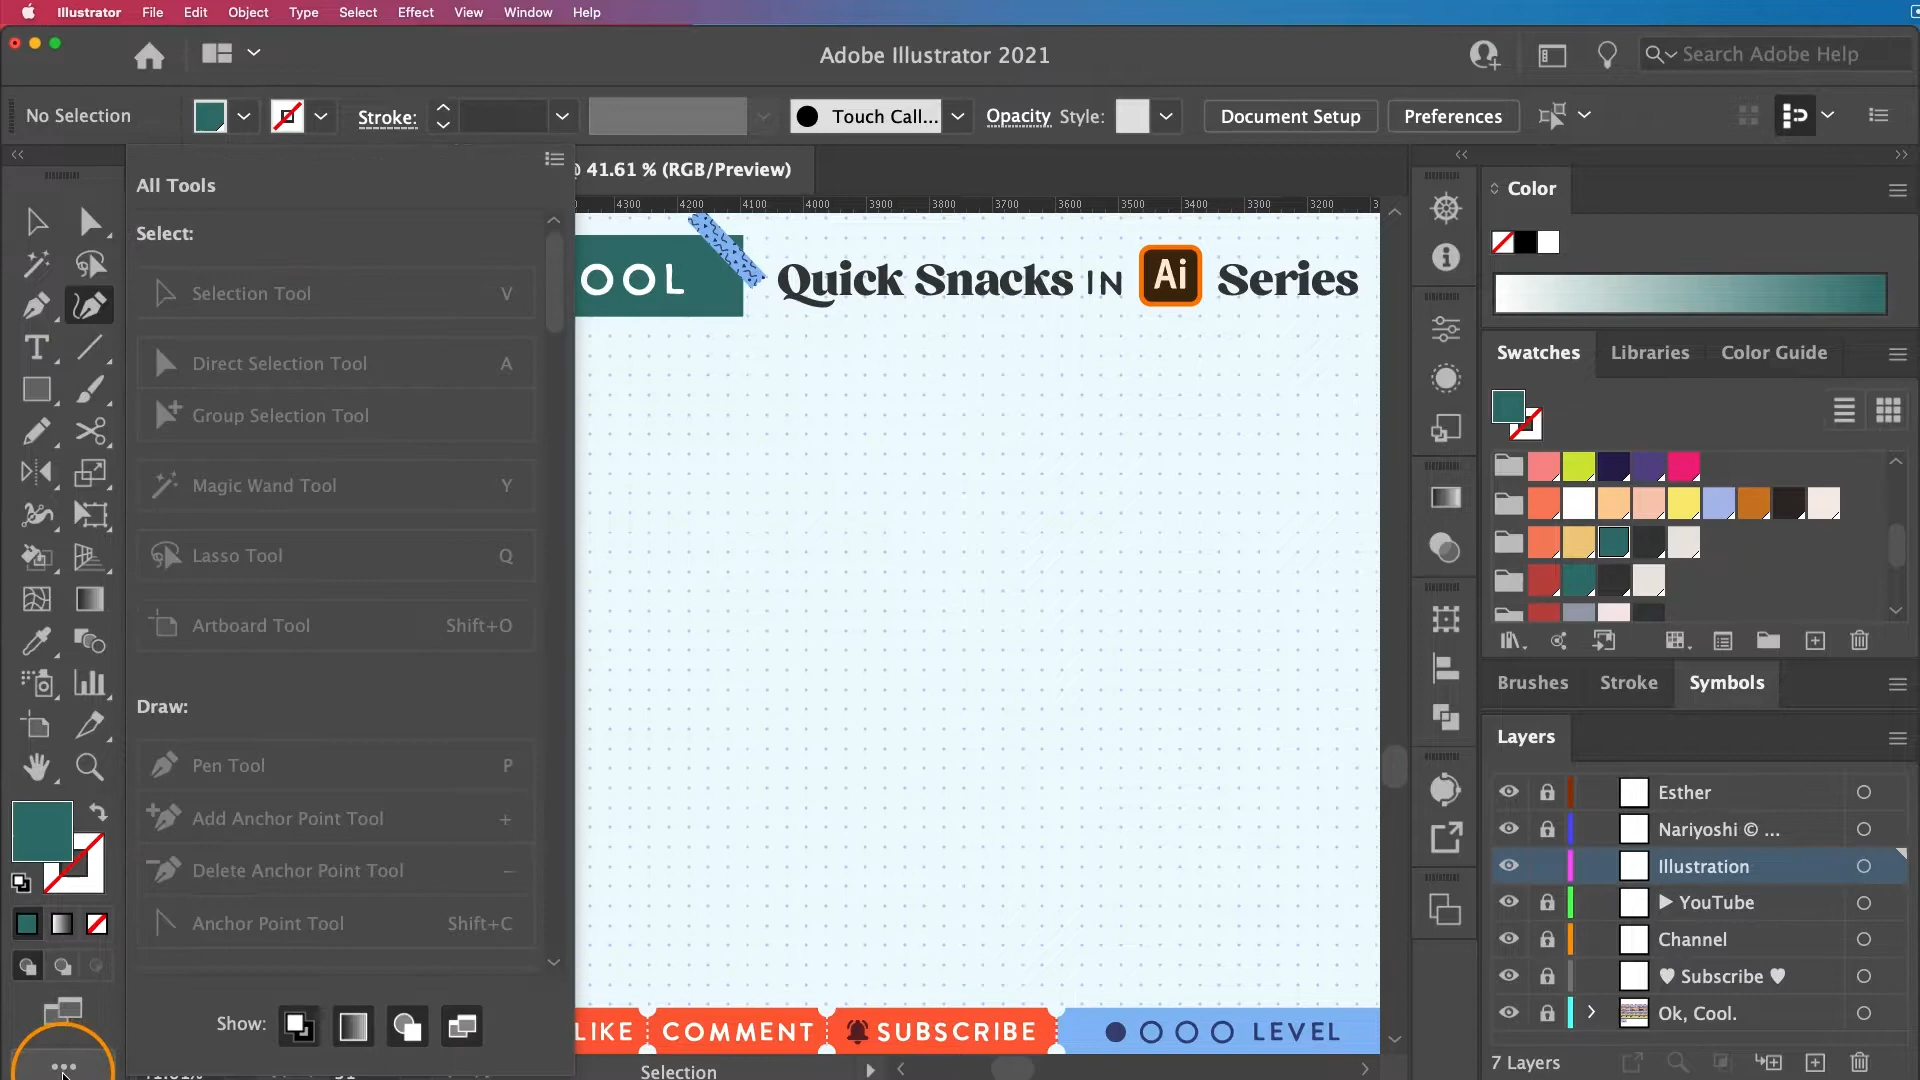 Illustrator File Edit Object Type Select Effect View Window Help
Adobe Illustrator 2021
Search Adobe Help
No Selection
Stroke:
Touch Call...
Opacity Style:
Document Setup
Preferences
All Tools
Select:
Selection Tool V
Direct Selection Tool A
Group Selection Tool
Magic Wand Tool Y
Lasso Tool Q
Artboard Tool Shift+O
Draw:
Pen Tool P
Add Anchor Point Tool +
Delete Anchor Point Tool -
Anchor Point Tool Shift+C
Show:
@ 41.61 % (RGB/Preview)
4300 4200 4100 4000 3900 3800 3700 3600 3500 3400 3300 3200 3
OOL
Quick Snacks IN Ai Series
LIKE COMMENT SUBSCRIBE LEVEL
Selection
Color
Swatches Libraries Color Guide
Brushes Stroke Symbols
Layers
Esther
Nariyoshi © ...
Illustration
▶ YouTube
Channel
♥ Subscribe ♥
Ok, Cool.
7 Layers